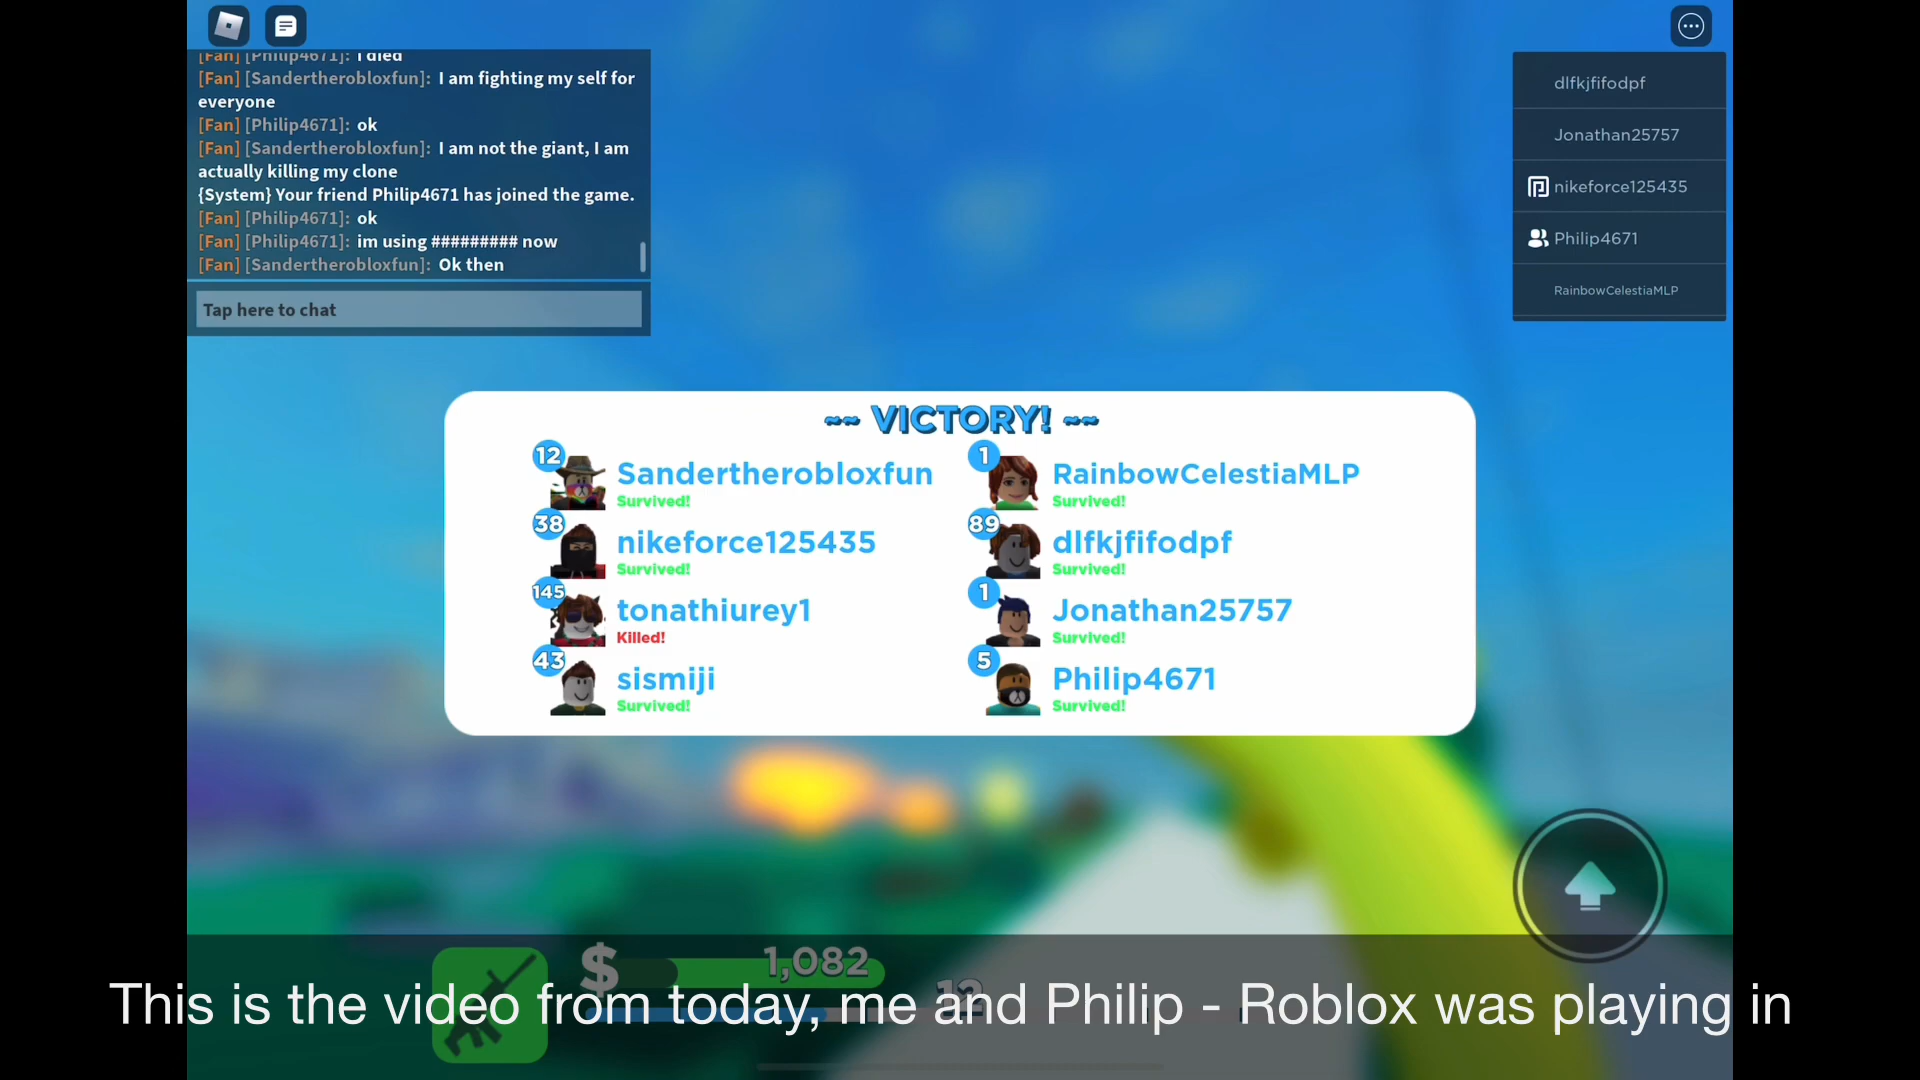 [Fan] [Philip4671]: I died
[Fan] [Sandertherobloxfun]: I am fighting my self for
everyone
[Fan] [Philip4671]: ok
[Fan] [Sandertherobloxfun]: I am not the giant, I am
actually killing my clone
{System} Your friend Philip4671 has joined the game.
[Fan] [Philip4671]: ok
[Fan] [Philip4671]: im using ######### now
[Fan] [Sandertherobloxfun]: Ok then
Tap here to chat
dlfkjfifodpf
Jonathan25757
nikeforce125435
Philip4671
RainbowCelestiaMLP
~~ VICTORY! ~~
12 Sandertherobloxfun
Survived!
1 RainbowCelestiaMLP
Survived!
38 nikeforce125435
Survived!
89 dlfkjfifodpf
Survived!
145 tonathiurey1
Killed!
1 Jonathan25757
Survived!
43 sismiji
Survived!
5 Philip4671
Survived!
$ 1,082
12
This is the video from today, me and Philip - Roblox was playing in